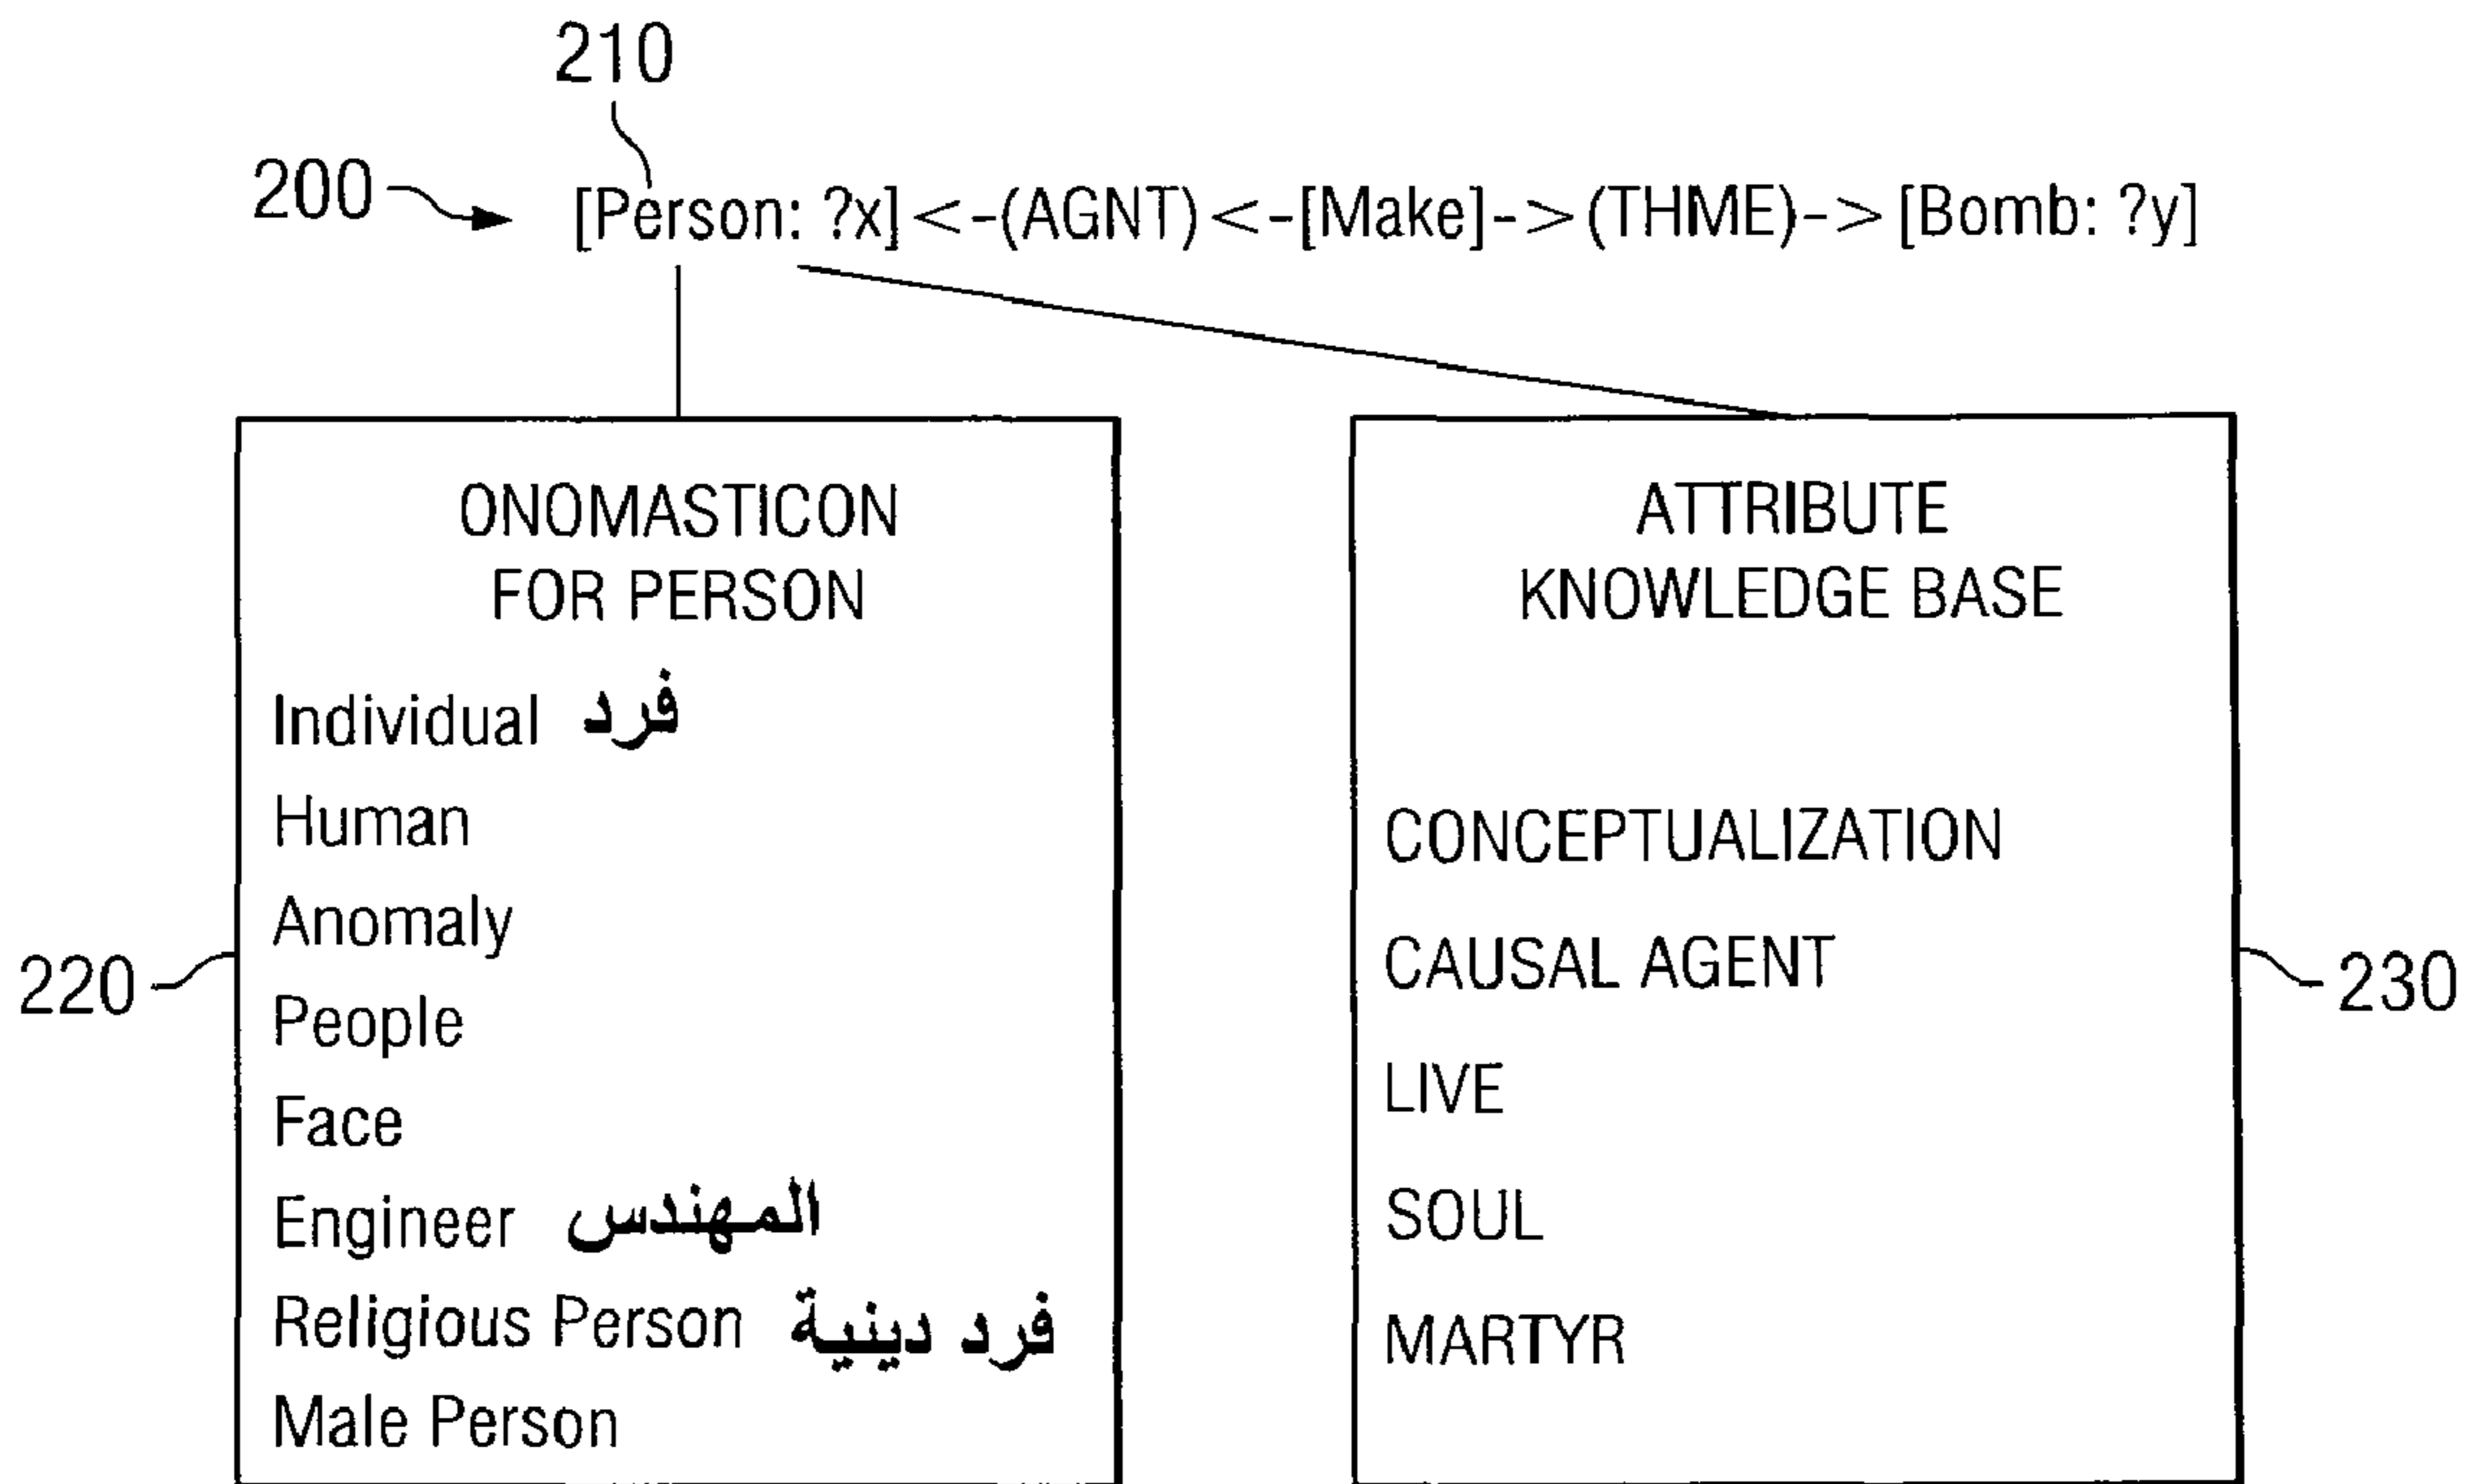 210
200
[Person: ?x]<-(AGNT)<-[Make]->(THME)->[Bomb: ?y]
ONOMASTICON
FOR PERSON
Individual فرد
Human
Anomaly
People
Face
Engineer المهندس
Religious Person فرد دينية
Male Person
220
ATTRIBUTE
KNOWLEDGE BASE
CONCEPTUALIZATION
CAUSAL AGENT
LIVE
SOUL
MARTYR
230